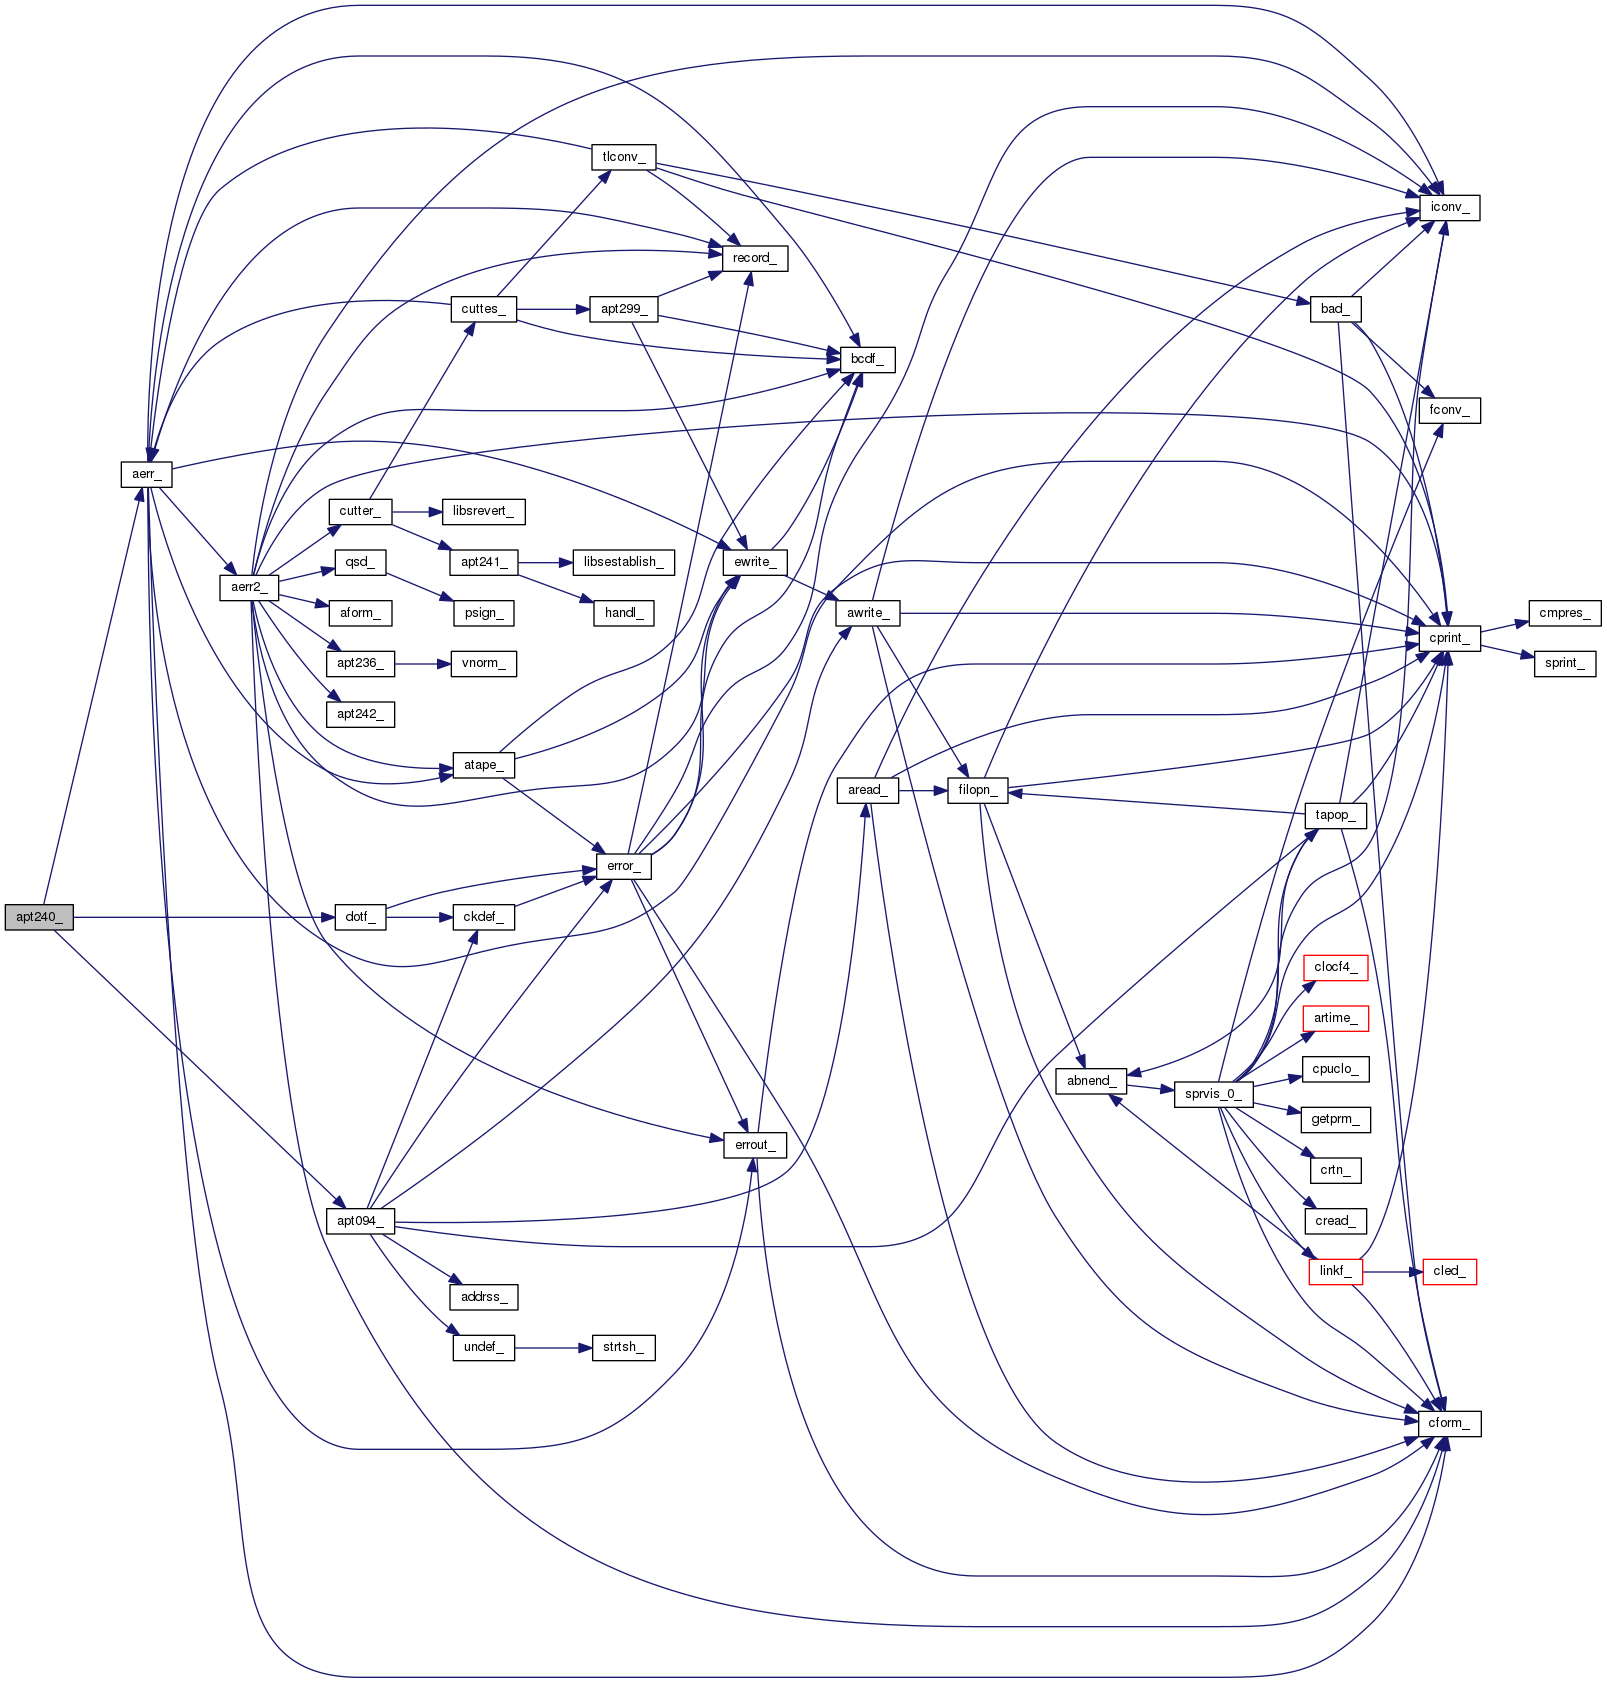 iconv_
tlconv_
record_
cuttes_
apt299_
bad_
bcdf_
fconv_
aerr_
cutter_
libsrevert_
qsd_
apt241_
libsestablish_
ewrite_
aerr2_
aform_
psign_
handl_
awrite_
cmpres_
cprint_
apt236_
vnorm_
sprint_
apt242_
atape_
aread_
filopn_
tapop_
error_
apt240_
dotf_
ckdef_
clocf4_
artime_
cpuclo_
abnend_
sprvis_0_
getprm_
errout_
crtn_
apt094_
cread_
linkf_
cled_
addrss_
undef_
strtsh_
cform_